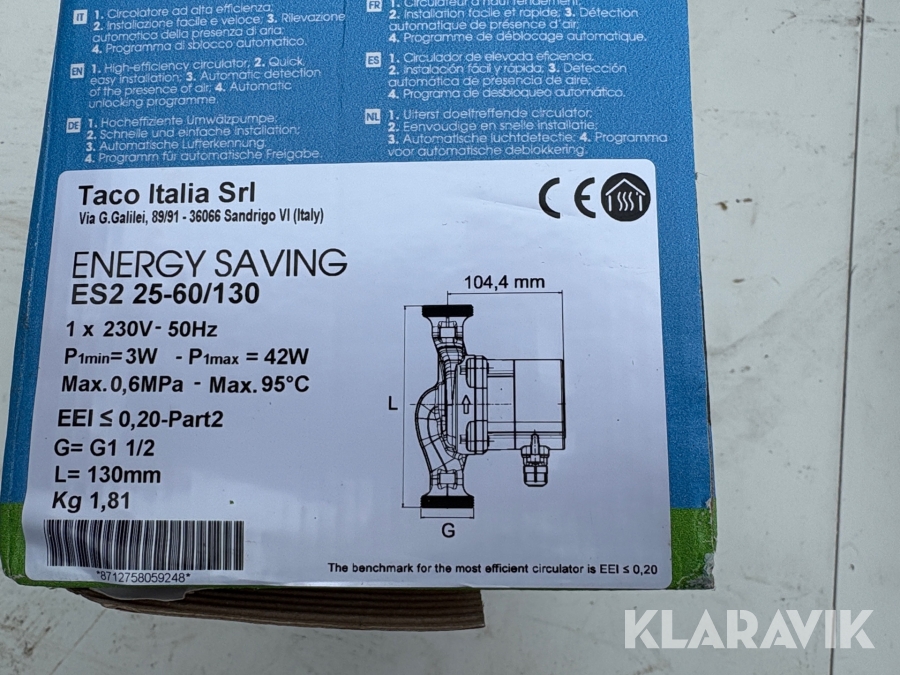 IT 1. Circolatore ad alta efficienza;
2. Installazione facile e veloce; 3. Rilevazione
automatica della presenza di aria;
4. Programma di sblocco automatico.
EN 1. High-efficiency circulator, 2. Quick,
easy installation; 3. Automatic detection
of the presence of air; 4. Automatic
unlocking programme.
DE 1. Hocheffiziente Umwälzpumpe;
2. Schnelle und einfache Installation;
3. Automatische Lufterkennung;
4. Programm für automatische Freigabe.
FR 1. Circulateur à haut rendement;
2. Installation facile et rapide; 3. Détection
automatique de présence d'air;
4. Programme de déblocage automatique.
ES 1. Circulador de elevada eficiencia;
2. Instalación fácil y rápida; 3. Detección
automática de presencia de aire;
4. Programa de desbloqueo automático.
NL 1. Uiterst doeltreffende circulator;
2. Eenvoudige en snelle installatie;
3. Automatische luchtdetectie; 4. Programma
voor automatische deblokkering.
Taco Italia Srl
Via G.Galilei, 89/91 - 36066 Sandrigo VI (Italy)
CE
ENERGY SAVING
ES2 25-60/130
1 x 230V- 50Hz
P1min=3W - P1max = 42W
Max.0,6MPa - Max.95°C
EEI ≤ 0,20-Part2
G= G1 1/2
L= 130mm
Kg 1,81
*8712758059248*
104,4 mm
L
G
The benchmark for the most efficient circulator is EEI ≤ 0,20
KLARAVIK